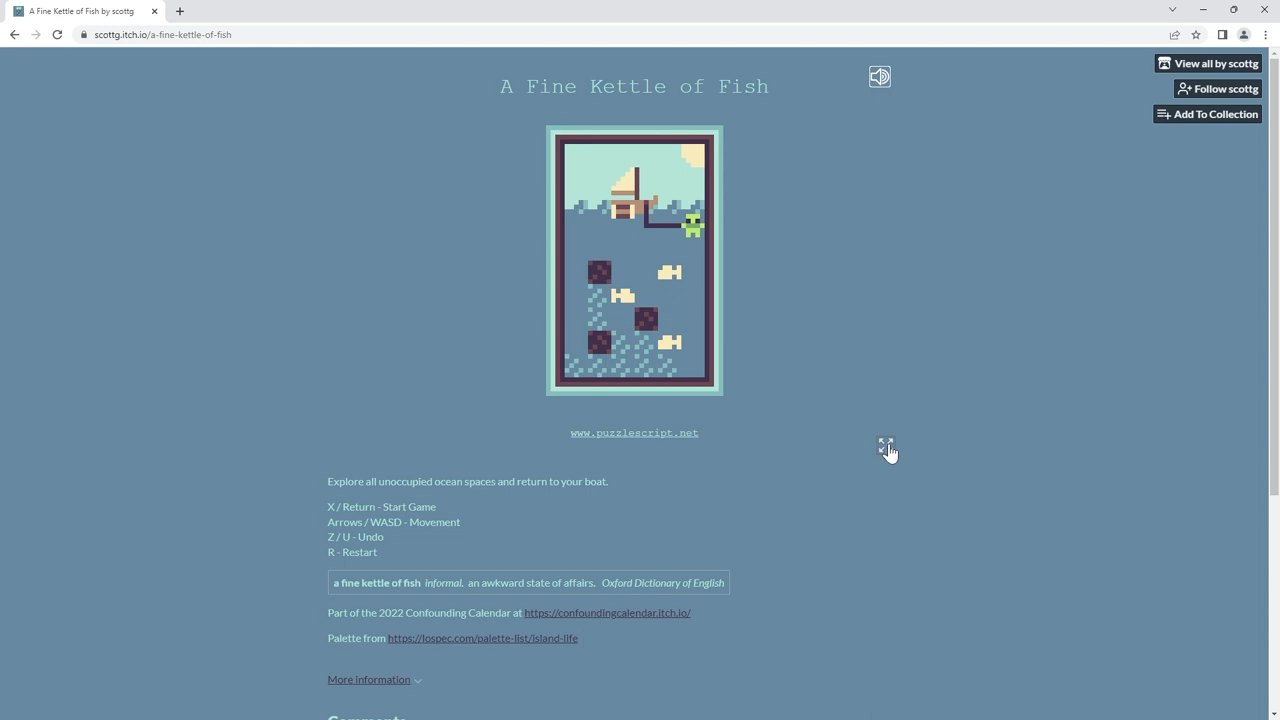 A Fine Kettle of Fish by scottg
scottg.itch.io/a-fine-kettle-of-fish
View all by scottg
Follow scottg
Add To Collection
A Fine Kettle of Fish
www.puzzlescript.net
Explore all unoccupied ocean spaces and return to your boat.
X / Return - Start Game
Arrows / WASD - Movement
Z / U - Undo
R - Restart
a fine kettle of fish informal. an awkward state of affairs. Oxford Dictionary of English
Part of the 2022 Confounding Calendar at https://confoundingcalendar.itch.io/
Palette from https://lospec.com/palette-list/island-life
More information
Comments